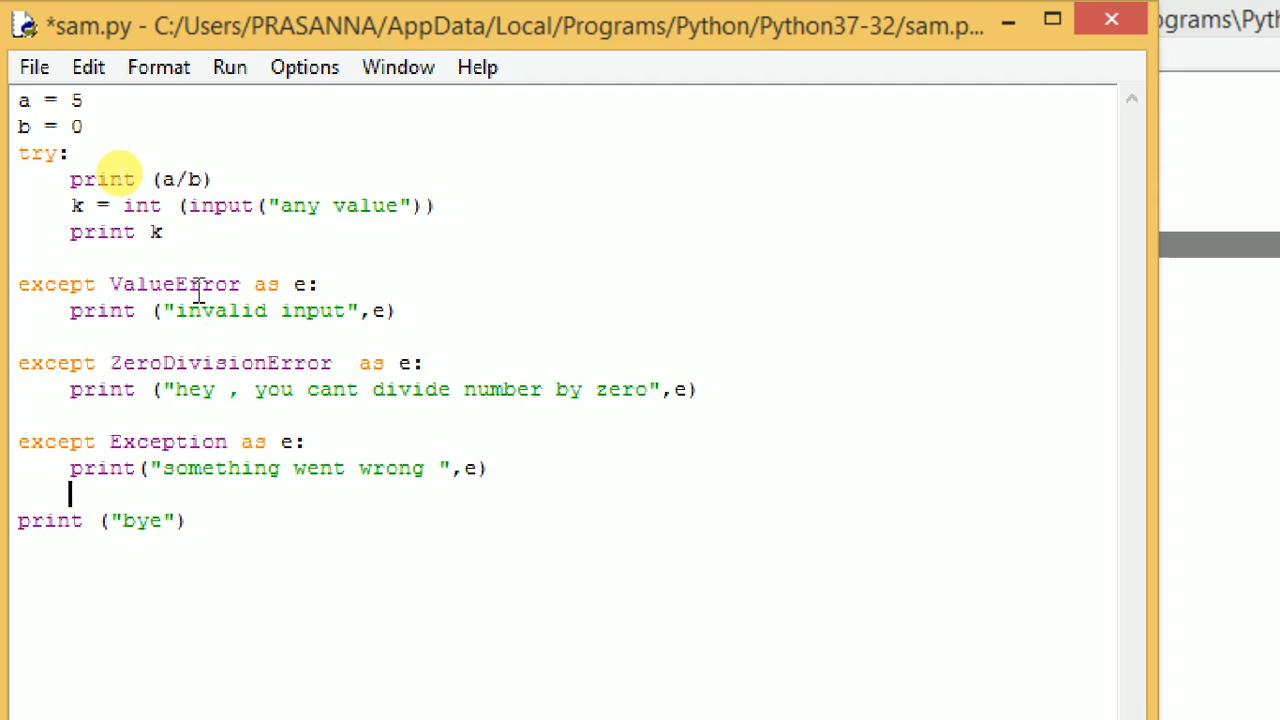 *sam.py - C:/Users/PRASANNA/AppData/Local/Programs/Python/Python37-32/sam.p...
File Edit Format Run Options Window Help
a = 5
b = 0
try:
    print (a/b)
    k = int (input("any value"))
    print k
except ValueError as e:
    print ("invalid input",e)
except ZeroDivisionError  as e:
    print ("hey , you cant divide number by zero",e)
except Exception as e:
    print("something went wrong ",e)
print ("bye")